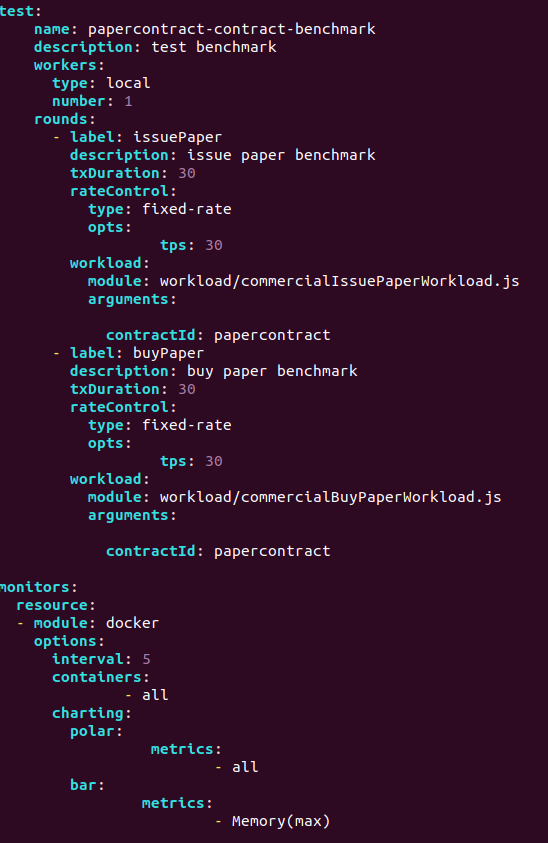 test:
    name: papercontract-contract-benchmark
    description: test benchmark
    workers:
      type: local
      number: 1
    rounds:
      - label: issuePaper
        description: issue paper benchmark
        txDuration: 30
        rateControl:
          type: fixed-rate
          opts:
                  tps: 30
        workload:
          module: workload/commercialIssuePaperWorkload.js
          arguments:

            contractId: papercontract
      - label: buyPaper
        description: buy paper benchmark
        txDuration: 30
        rateControl:
          type: fixed-rate
          opts:
                  tps: 30
        workload:
          module: workload/commercialBuyPaperWorkload.js
          arguments:

            contractId: papercontract

monitors:
  resource:
  - module: docker
    options:
      interval: 5
      containers:
              - all
      charting:
        polar:
                 metrics:
                        - all
        bar:
                metrics:
                        - Memory(max)